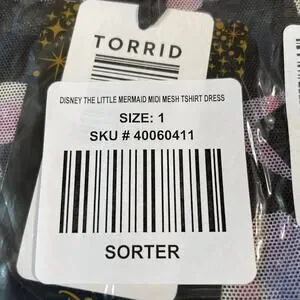 TORRID
DISNEY THE LITTLE MERMAID MIDI MESH TSHIRT DRESS
SIZE: 1
SKU # 40060411
SORTER